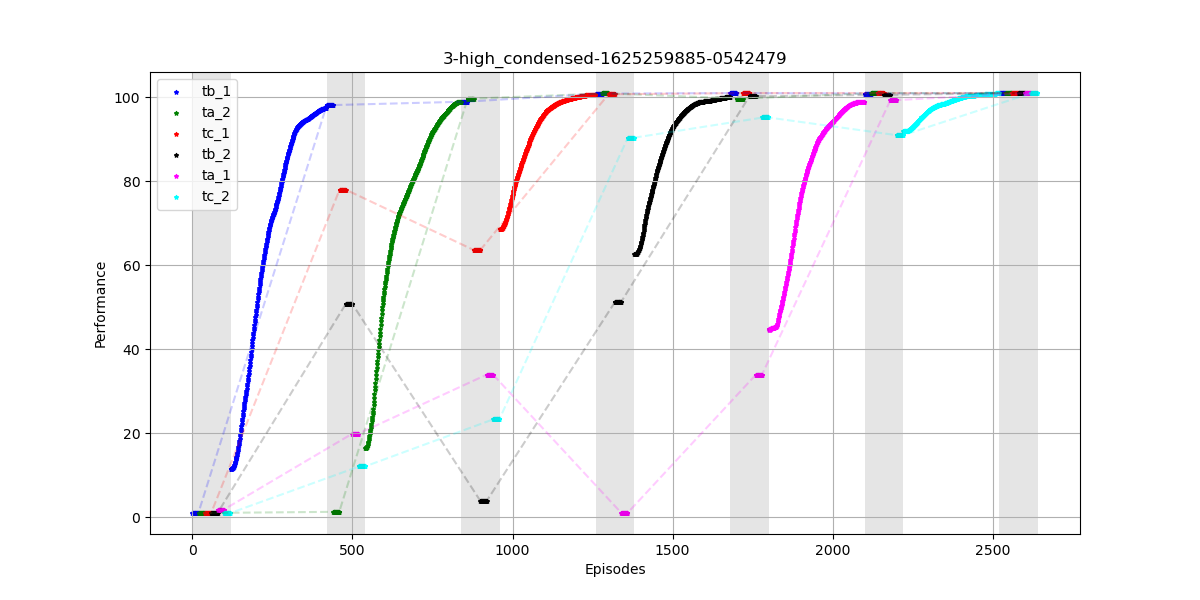 3-high_condensed-1625259885-0542479
tb_1
ta_2
tc_1
tb_2
ta_1
tc_2
Performance
100
80
60
40
20
0
0 500 1000 1500 2000 2500
Episodes